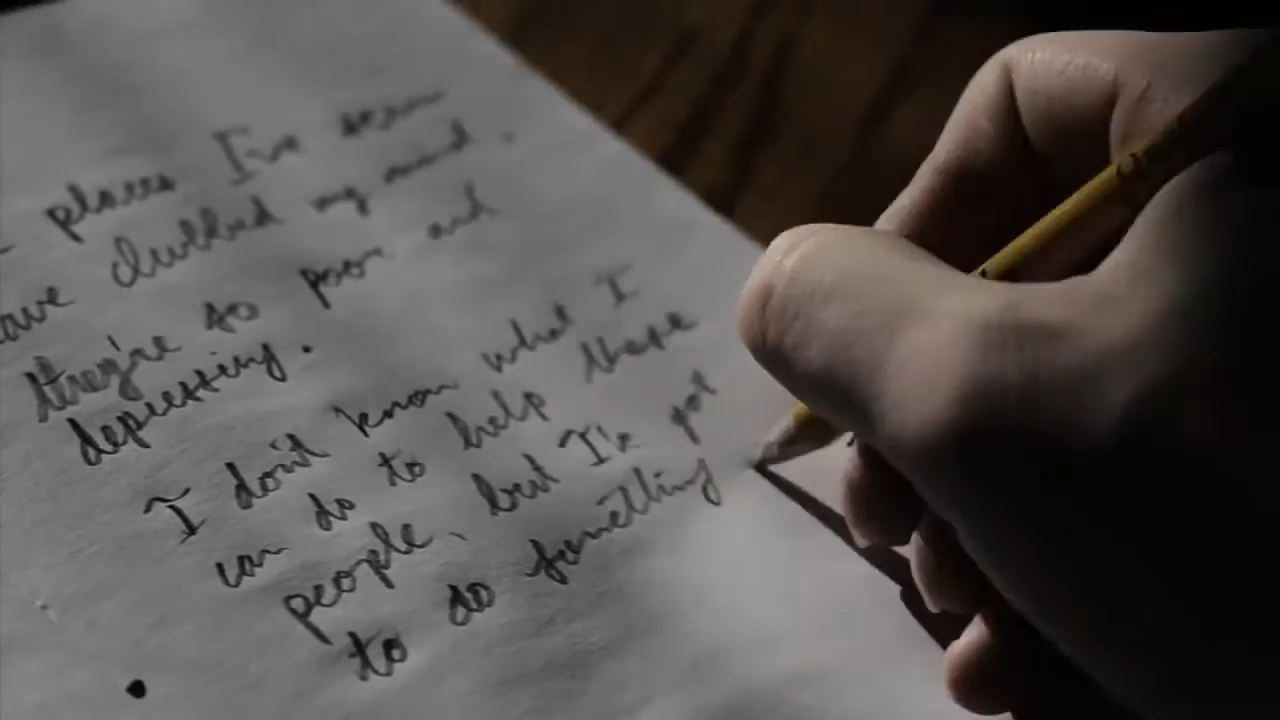 places I've seen
have clubbed my mind.
they're so poor and
depressing.
I don't know what I
can do to help these
people, but I've got
to do something